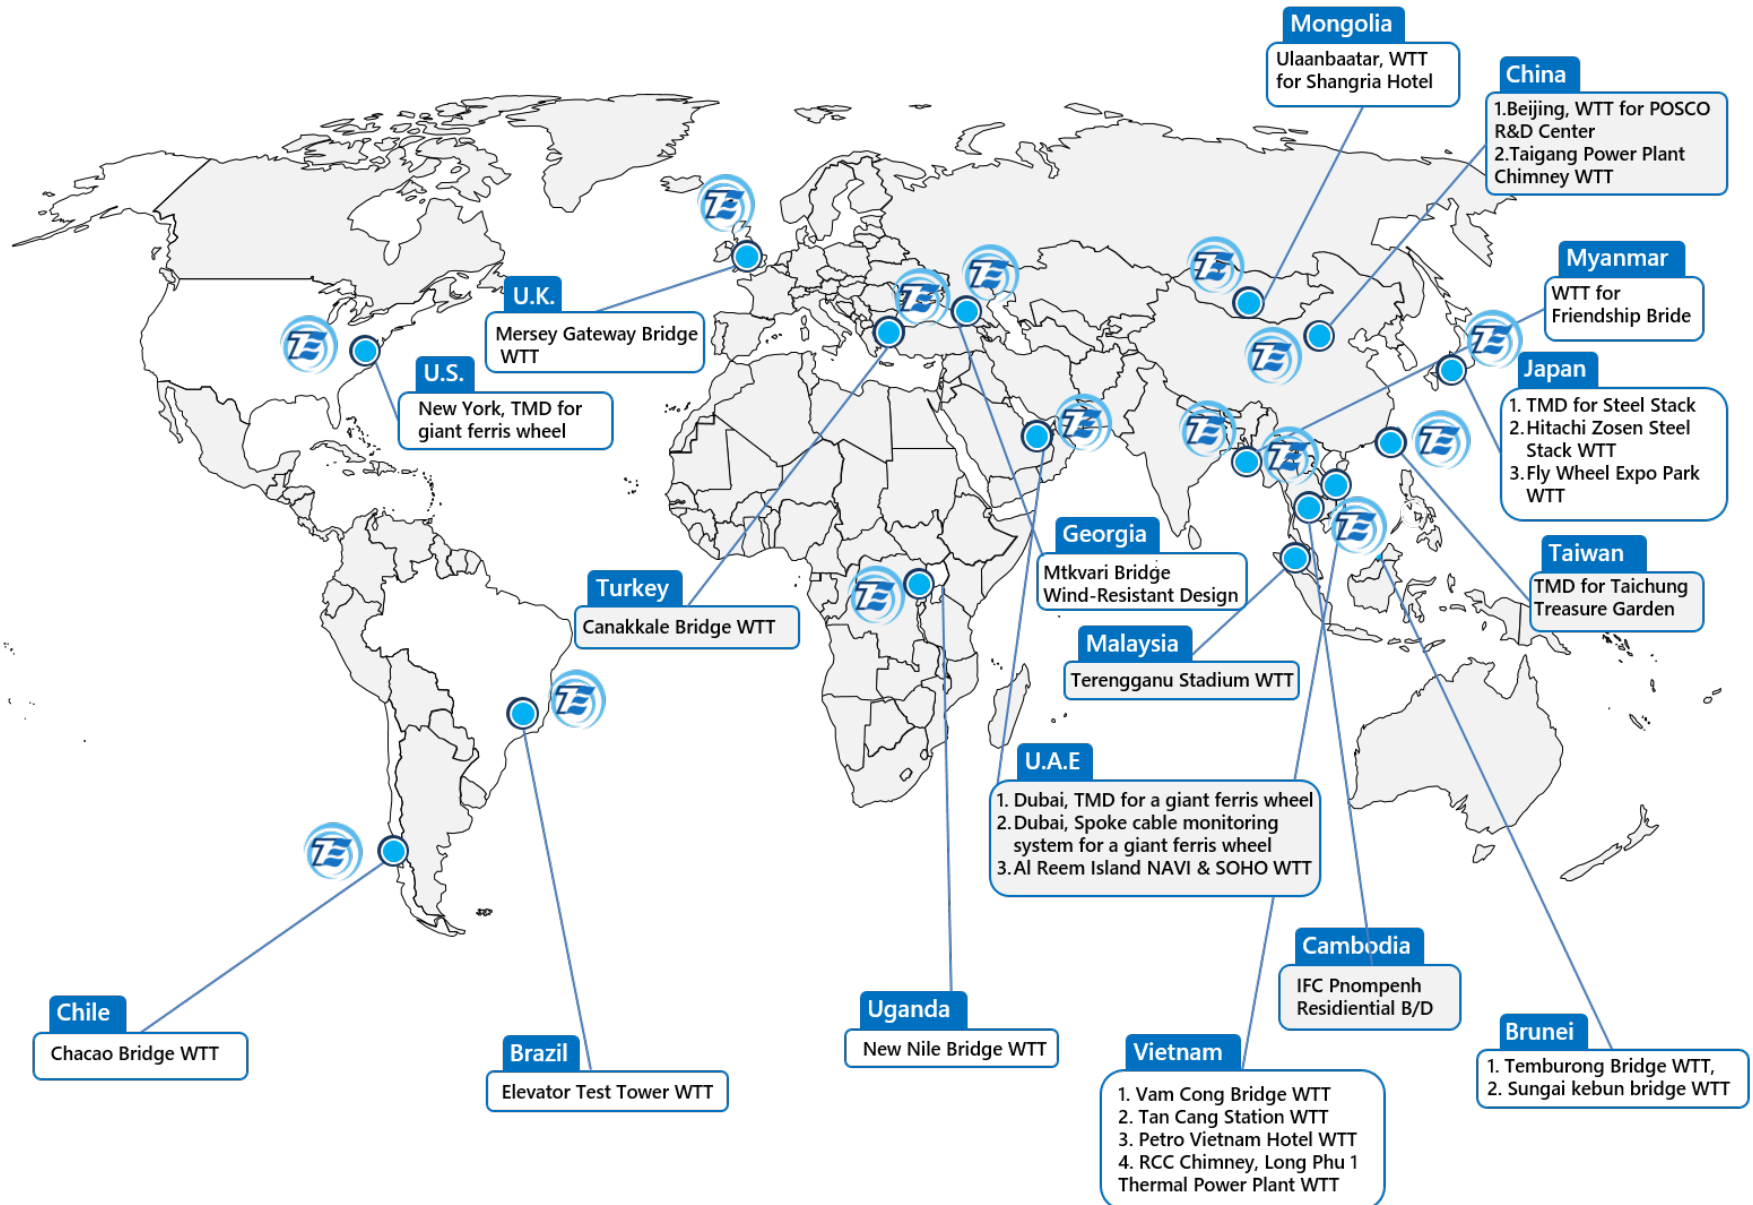 Mongolia
Ulaanbaatar, WTT
for Shangria Hotel
China
1.Beijing, WTT for POSCO
R&D Center
2.Taigang Power Plant
Chimney WTT
Myanmar
WTT for
Friendship Bride
U.K.
Mersey Gateway Bridge
WTT
U.S.
New York, TMD for
giant ferris wheel
Japan
1. TMD for Steel Stack
2. Hitachi Zosen Steel
Stack WTT
3. Fly Wheel Expo Park
WTT
Georgia
Mtkvari Bridge
Wind-Resistant Design
Taiwan
TMD for Taichung
Treasure Garden
Turkey
Canakkale Bridge WTT
Malaysia
Terengganu Stadium WTT
U.A.E
1. Dubai, TMD for a giant ferris wheel
2. Dubai, Spoke cable monitoring
system for a giant ferris wheel
3. Al Reem Island NAVI & SOHO WTT
Cambodia
IFC Pnompenh
Residiential B/D
Chile
Chacao Bridge WTT
Brazil
Elevator Test Tower WTT
Uganda
New Nile Bridge WTT
Vietnam
1. Vam Cong Bridge WTT
2. Tan Cang Station WTT
3. Petro Vietnam Hotel WTT
4. RCC Chimney, Long Phu 1
Thermal Power Plant WTT
Brunei
1. Temburong Bridge WTT,
2. Sungai kebun bridge WTT